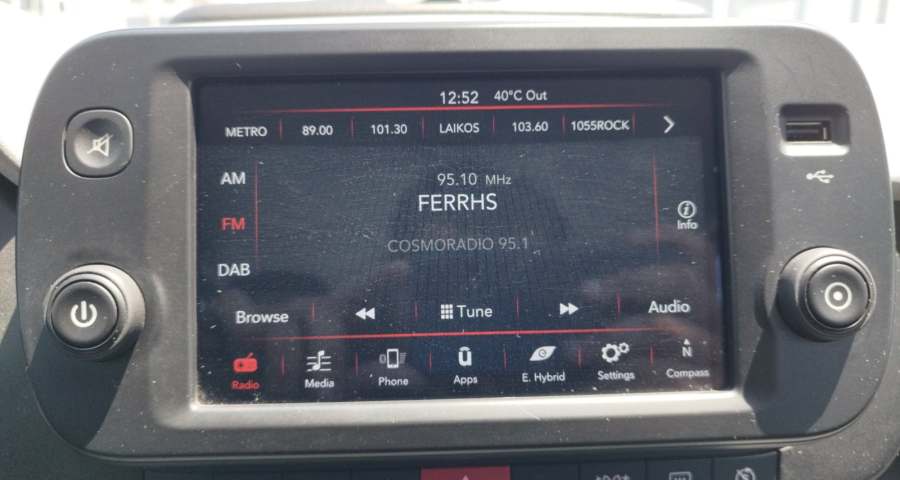 12:52 40°C Out
METRO 89.00 101.30 LAIKOS 103.60 1055ROCK
AM
95.10 MHz
FERRHS
FM
Info
COSMORADIO 95.1
DAB
Browse Tune Audio
Radio Media Phone Apps E. Hybrid Settings Compass
N